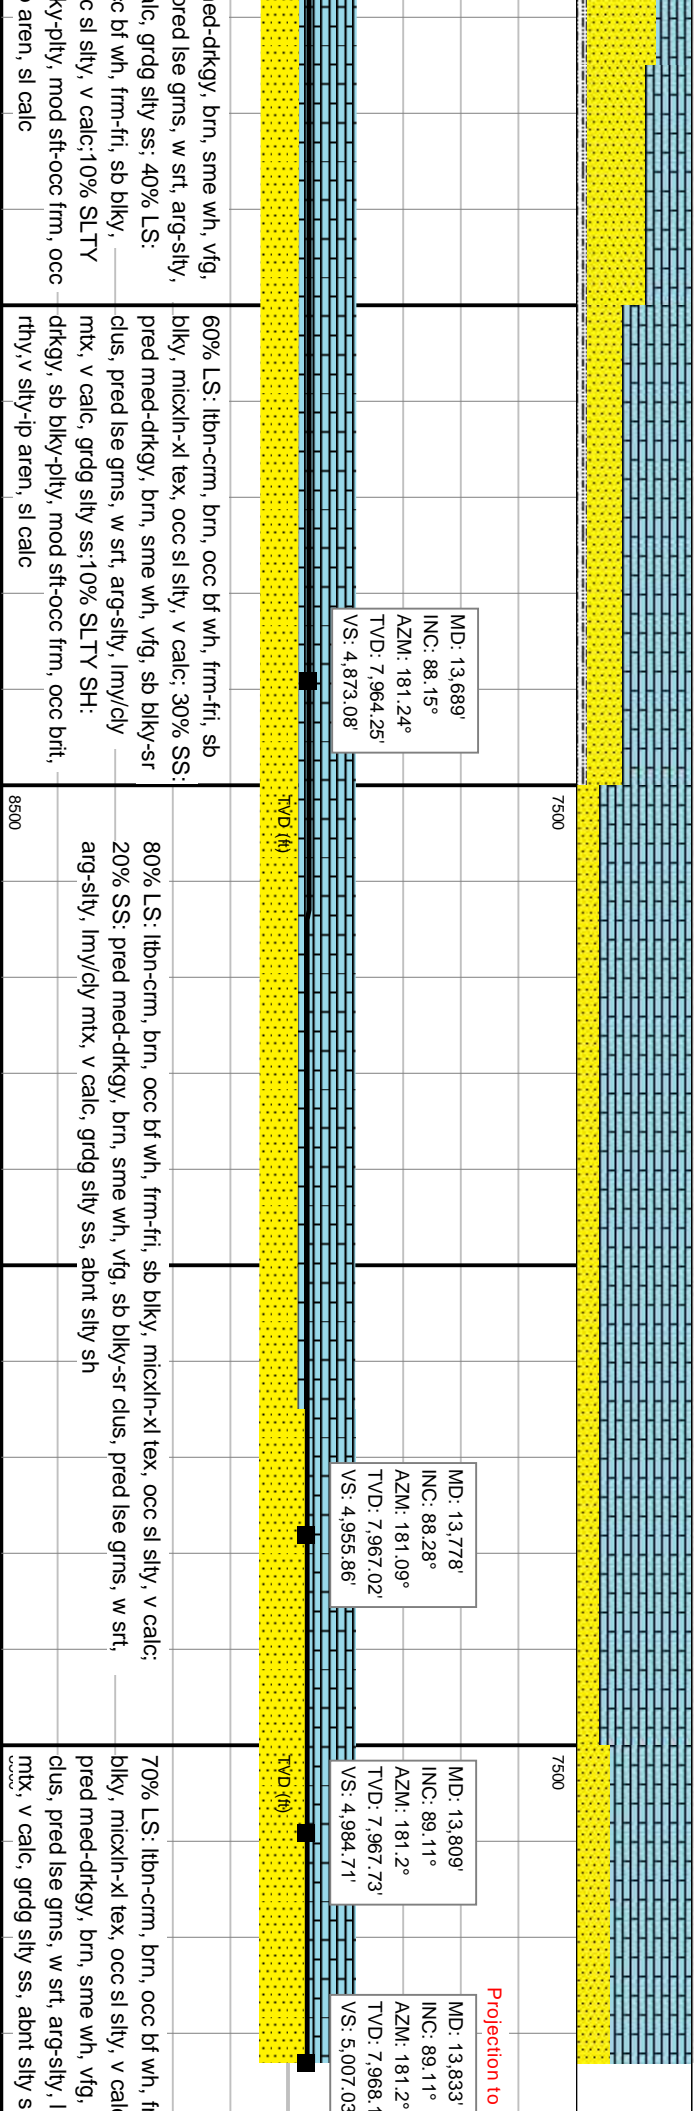 ned-drkgy, brn, sme wh, vfg,
pred lse grns, w srt, arg-slty,
alc, grdg slty ss; 40% LS:
cc bf wh, frm-fri, sb blky,
c sl slty, v calc;10% SLTY
ky-plty, mod sft-occ frm, occ
p aren, sl calc
60% LS: ltbn-crm, brn, occ bf wh, frm-fri, sb
blky, micxln-xl tex, occ sl slty, v calc; 30% SS:
pred med-drkgy, brn, sme wh, vfg, sb blky-sr
clus, pred lse grns, w srt, arg-slty, lmy/cly
mtx, v calc, grdg slty ss;10% SLTY SH:
drkgy, sb blky-plty, mod sft-occ frm, occ brit,
rthy,v slty-ip aren, sl calc
MD: 13,689'
INC: 88.15°
AZM: 181.24°
TVD: 7,964.25'
VS: 4,873.08'
7500
TVD (ft)
8500
80% LS: ltbn-crm, brn, occ bf wh, frm-fri, sb blky, micxln-xl tex, occ sl slty, v calc;
20% SS: pred med-drkgy, brn, sme wh, vfg, sb blky-sr clus, pred lse grns, w srt,
arg-slty, lmy/cly mtx, v calc, grdg slty ss, abnt slty sh
MD: 13,778'
INC: 88.28°
AZM: 181.09°
TVD: 7,967.02'
VS: 4,955.86'
7500
TVD (ft)
MD: 13,809'
INC: 89.11°
AZM: 181.2°
TVD: 7,967.73'
VS: 4,984.71'
70% LS: ltbn-crm, brn, occ bf wh, fr
blky, micxln-xl tex, occ sl slty, v calc
pred med-drkgy, brn, sme wh, vfg,
clus, pred lse grns, w srt, arg-slty, l
mtx, v calc, grdg slty ss, abnt slty s
Projection to
MD: 13,833'
INC: 89.11°
AZM: 181.2°
TVD: 7,968.1
VS: 5,007.03